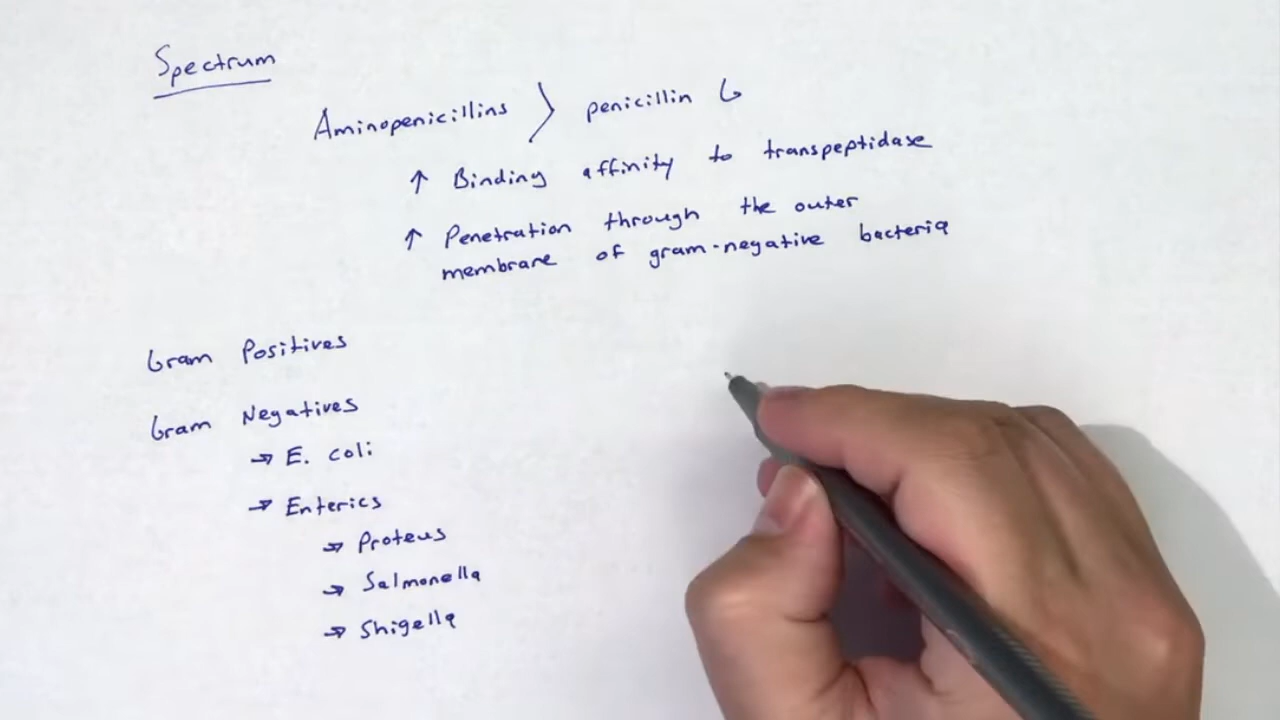 Spectrum
Aminopenicillins > penicillin G
↑ Binding affinity to transpeptidase
↑ Penetration through the outer
membrane of gram-negative bacteria
Gram Positives
Gram Negatives
→ E. coli
→ Enterics
→ Proteus
→ Salmonella
→ Shigella